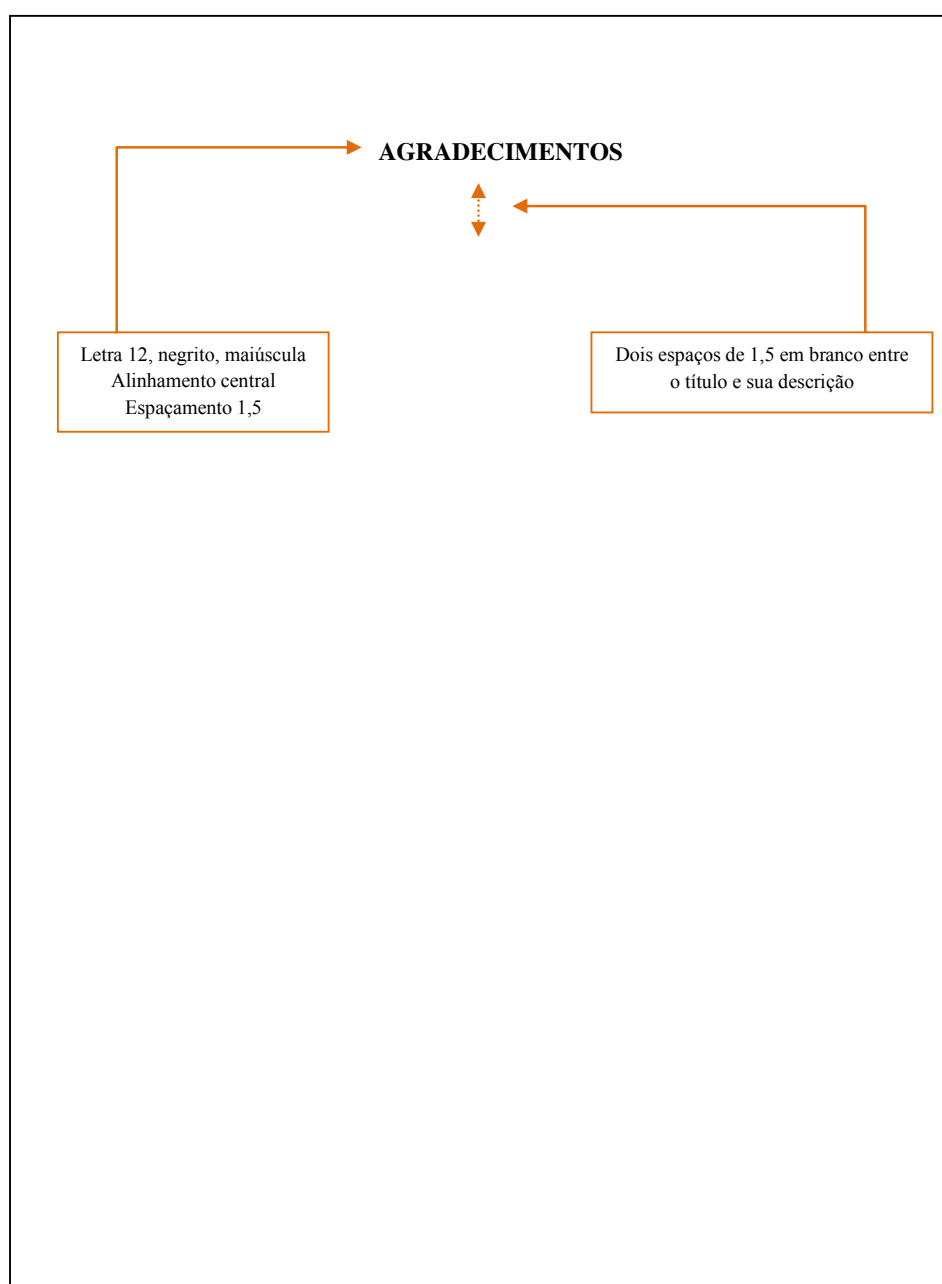 AGRADECIMENTOS
Letra 12, negrito, maiúscula
Alinhamento central
Espaçamento 1,5
Dois espaços de 1,5 em branco entre
o título e sua descrição